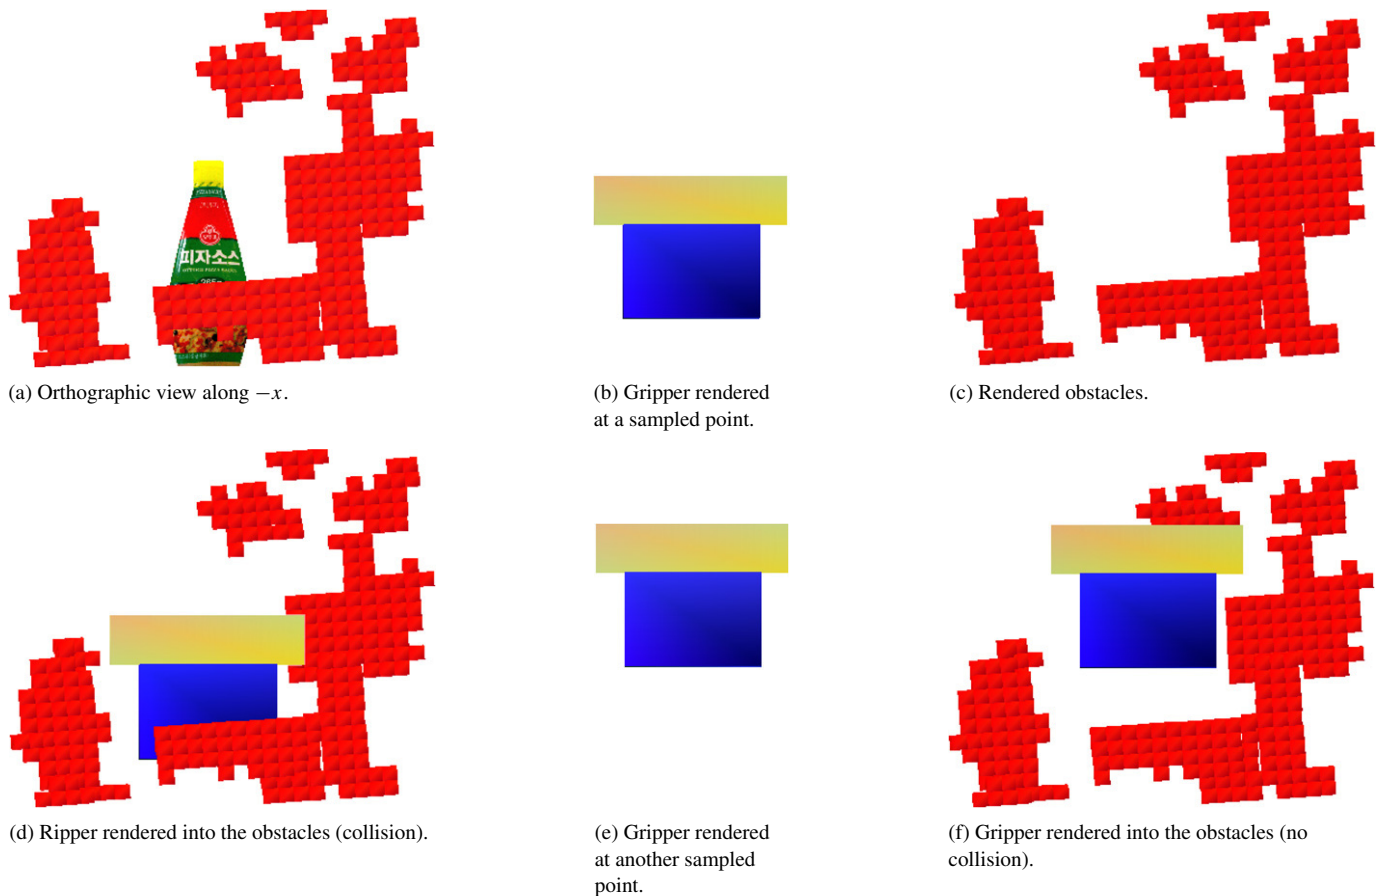 피자소스
(a) Orthographic view along −x.
(b) Gripper rendered
at a sampled point.
(c) Rendered obstacles.
(d) Ripper rendered into the obstacles (collision).
(e) Gripper rendered
at another sampled
point.
(f) Gripper rendered into the obstacles (no
collision).